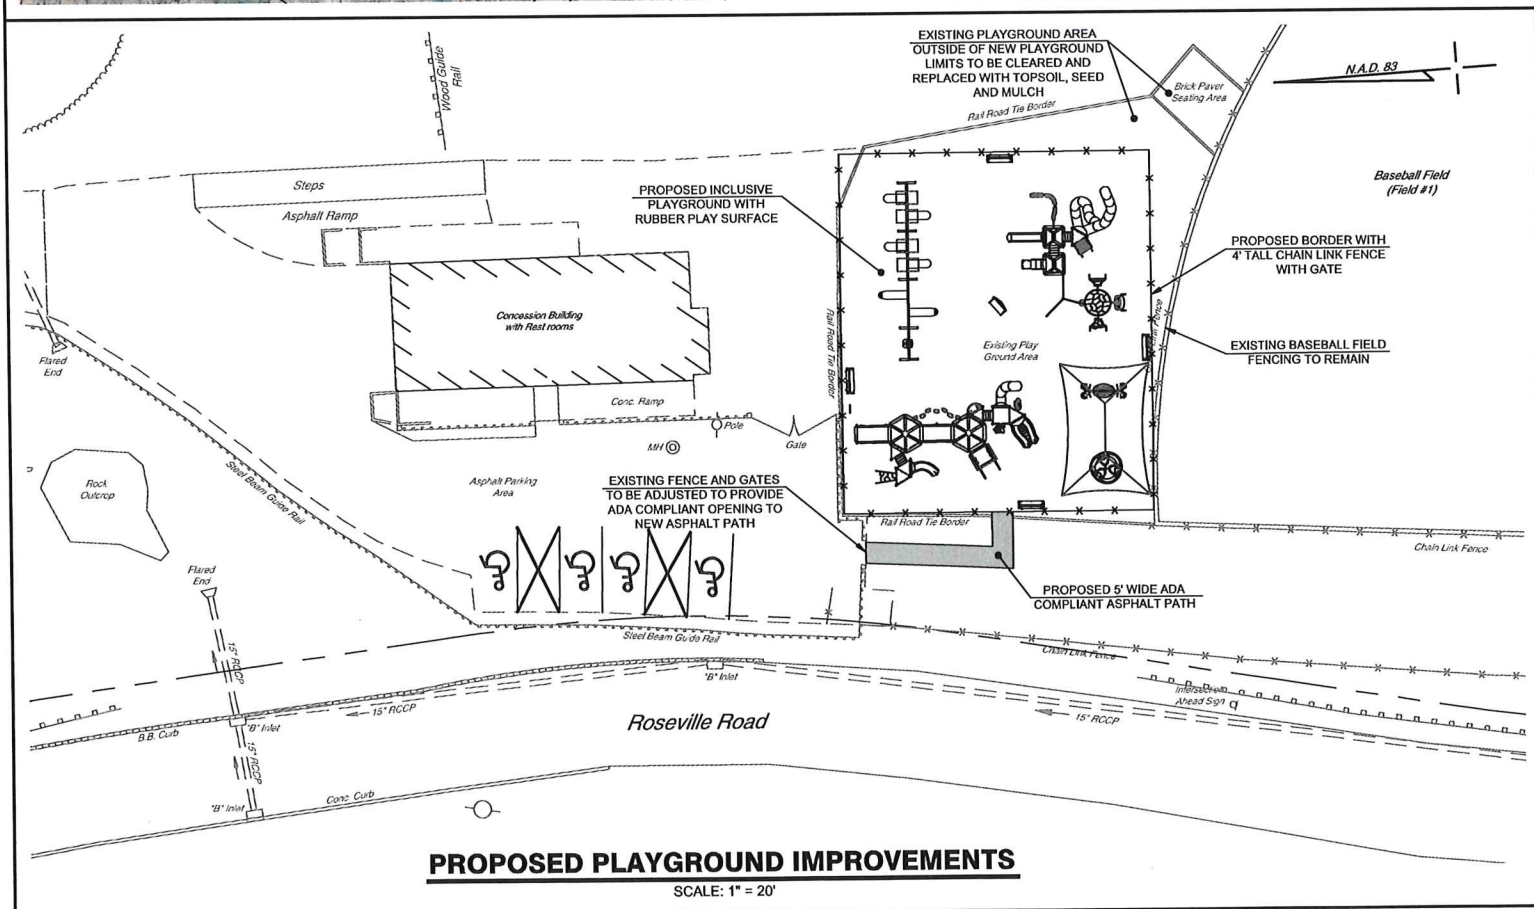 EXISTING PLAYGROUND AREA
OUTSIDE OF NEW PLAYGROUND
LIMITS TO BE CLEARED AND
REPLACED WITH TOPSOIL, SEED
AND MULCH
N.A.D. 83
Wood Guide
Rail
Brick Paver
Seating Area
Rail Road Tie Border
Baseball Field
(Field #1)
Steps
Asphalt Ramp
PROPOSED INCLUSIVE
PLAYGROUND WITH
RUBBER PLAY SURFACE
PROPOSED BORDER WITH
4' TALL CHAIN LINK FENCE
WITH GATE
Concession Building
with Rest rooms
Rail Road Tie Border
Existing Play
Ground Area
Fence
EXISTING BASEBALL FIELD
FENCING TO REMAIN
Flared
End
Conc. Ramp
Pole
Gate
MH
Steel Beam Guide Rail
Rock
Outcrop
Asphalt Parking
Area
EXISTING FENCE AND GATES
TO BE ADJUSTED TO PROVIDE
ADA COMPLIANT OPENING TO
NEW ASPHALT PATH
Rail Road Tie Border
Chain Link Fence
Flared
End
PROPOSED 5' WIDE ADA
COMPLIANT ASPHALT PATH
15" RCCP
Steel Beam Guide Rail
Chain Link Fence
"B" Inlet
Intersection
Ahead Sign
15" RCCP
15" RCCP
Roseville Road
B.B. Curb
"B" Inlet
15" RCCP
"B" Inlet
Conc Curb
PROPOSED PLAYGROUND IMPROVEMENTS
SCALE: 1" = 20'